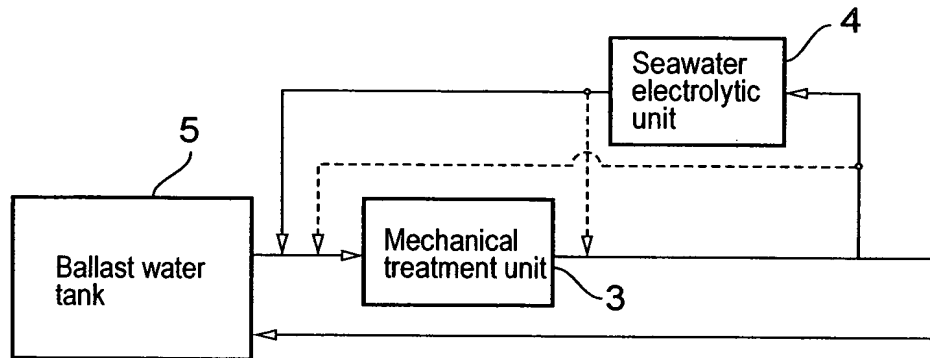 4
Seawater
electrolytic
unit
5
Ballast water
tank
Mechanical
treatment unit
3